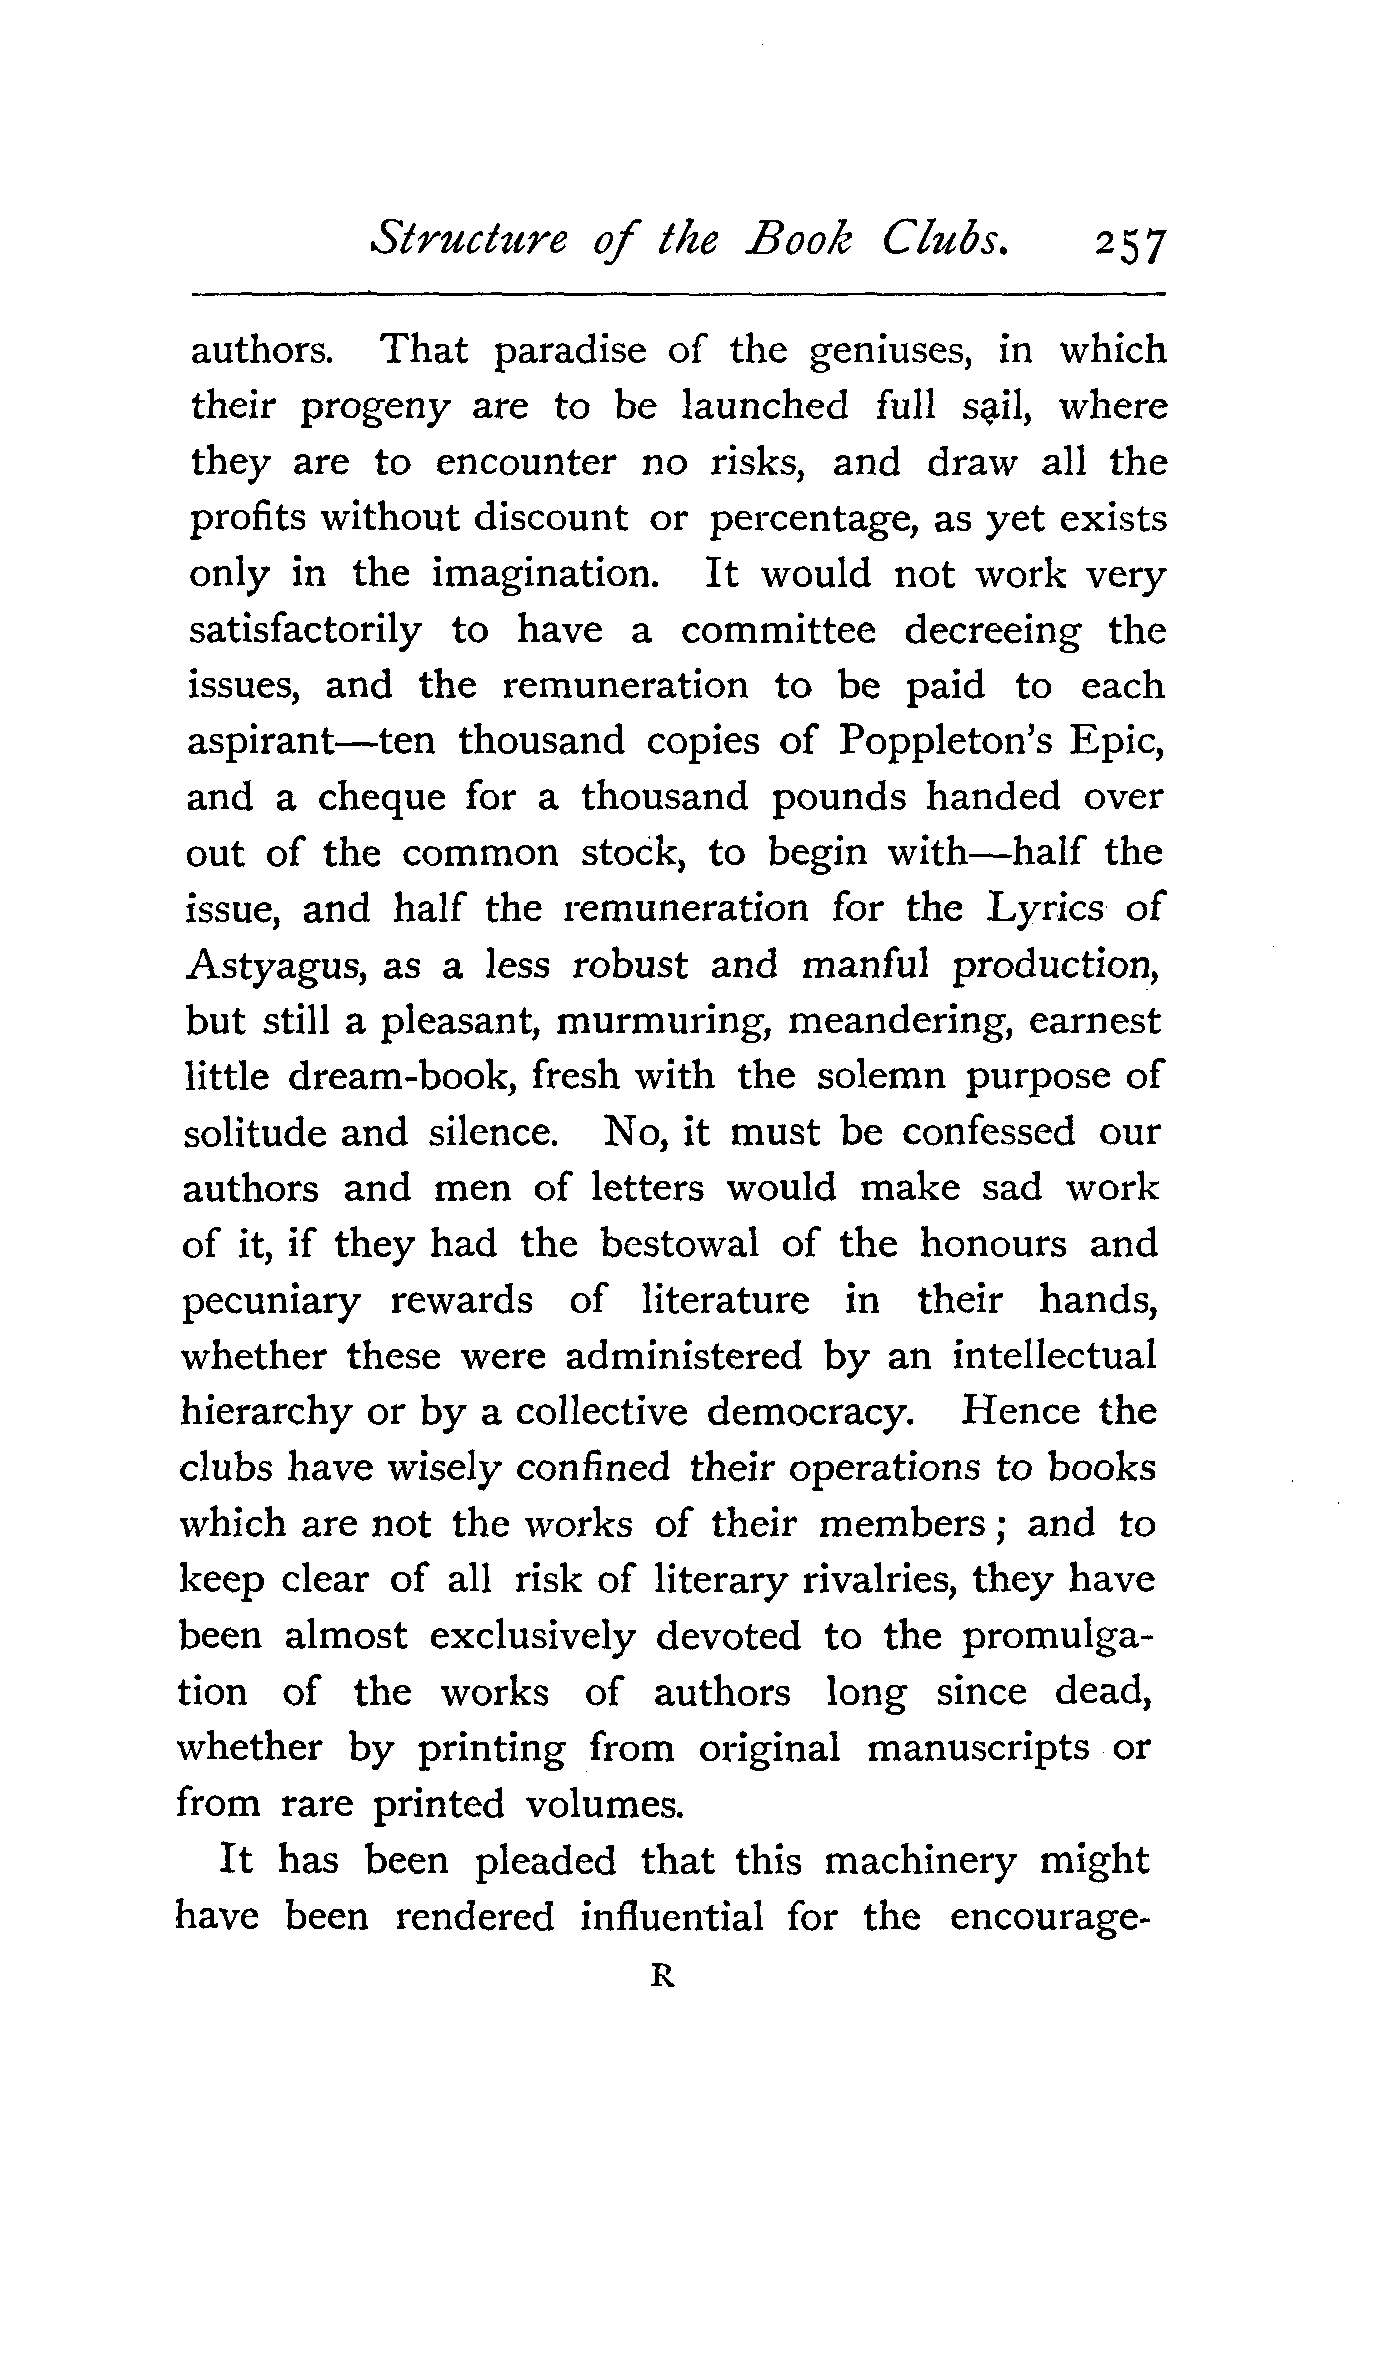 Structure of the Book Clubs. 257
authors. That paradise of the geniuses, in which
their progeny are to be launched full sail, where
they are to encounter no risks, and draw all the
profits without discount or percentage, as yet exists
only in the imagination. It would not work very
satisfactorily to have a committee decreeing the
issues, and the remuneration to be paid to each
aspirant—ten thousand copies of Poppleton's Epic,
and a cheque for a thousand pounds handed over
out of the common stock, to begin with—half the
issue, and half the remuneration for the Lyrics of
Astyagus, as a less robust and manful production,
but still a pleasant, murmuring, meandering, earnest
little dream-book, fresh with the solemn purpose of
solitude and silence. No, it must be confessed our
authors and men of letters would make sad work
of it, if they had the bestowal of the honours and
pecuniary rewards of literature in their hands,
whether these were administered by an intellectual
hierarchy or by a collective democracy. Hence the
clubs have wisely confined their operations to books
which are not the works of their members; and to
keep clear of all risk of literary rivalries, they have
been almost exclusively devoted to the promulga-
tion of the works of authors long since dead,
whether by printing from original manuscripts or
from rare printed volumes.
It has been pleaded that this machinery might
have been rendered influential for the encourage-
R